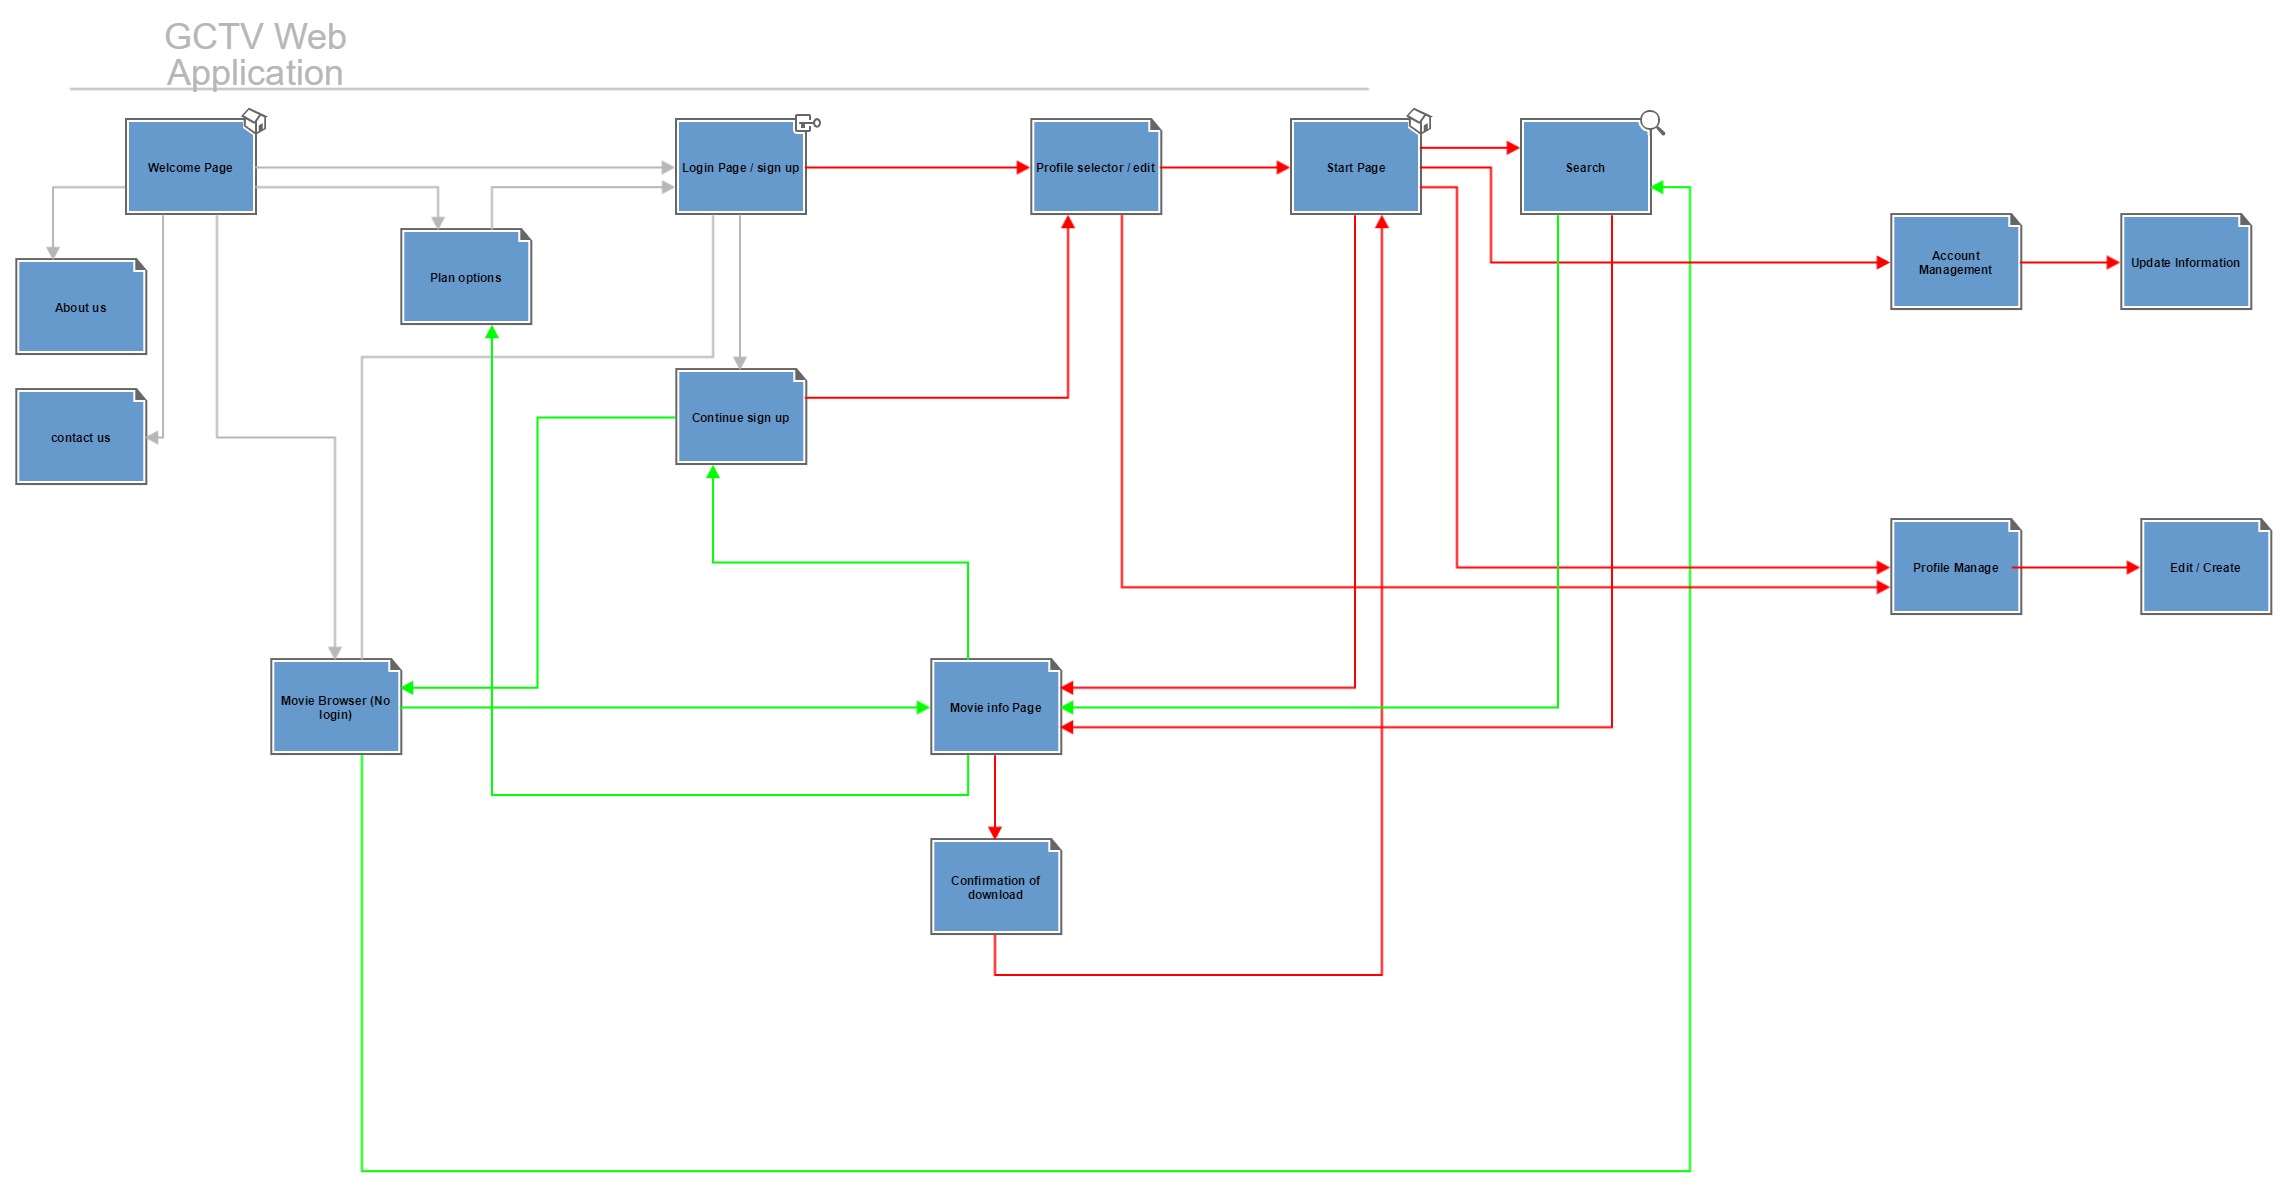 GCTV Web
Application
Welcome Page
Login Page / sign up
Profile selector / edit
Start Page
Search
Plan options
Account
Management
Update Information
About us
contact us
Continue sign up
Profile Manage
Edit / Create
Movie Browser (No
login)
Movie info Page
Confirmation of
download